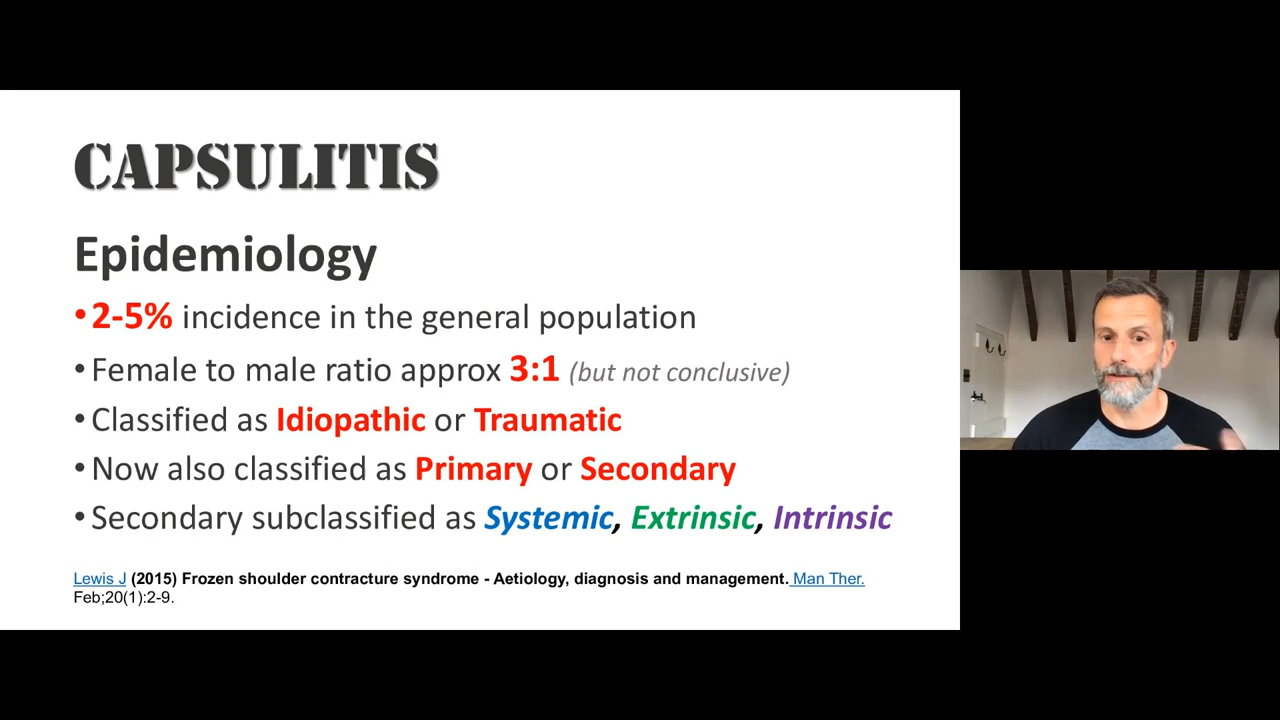 CAPSULITIS
Epidemiology
•2-5% incidence in the general population
•Female to male ratio approx 3:1 (but not conclusive)
•Classified as Idiopathic or Traumatic
•Now also classified as Primary or Secondary
•Secondary subclassified as Systemic, Extrinsic, Intrinsic
Lewis J (2015) Frozen shoulder contracture syndrome - Aetiology, diagnosis and management. Man Ther.
Feb;20(1):2-9.